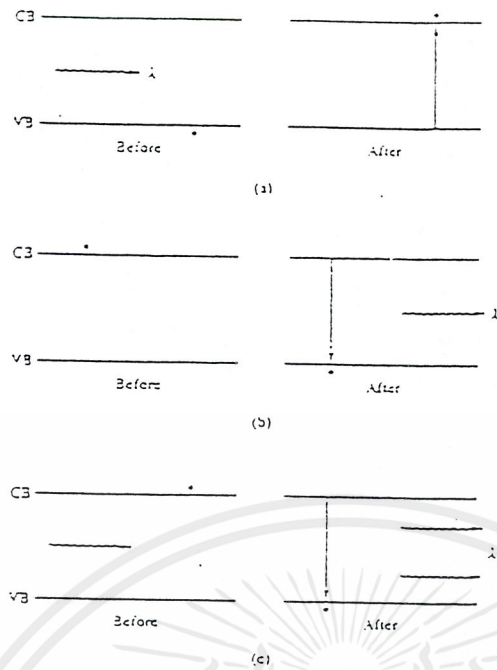 CB
λ
VB
Before
After
(a)
CB
λ
VB
Before
After
(b)
CB
λ
VB
Before
After
(c)